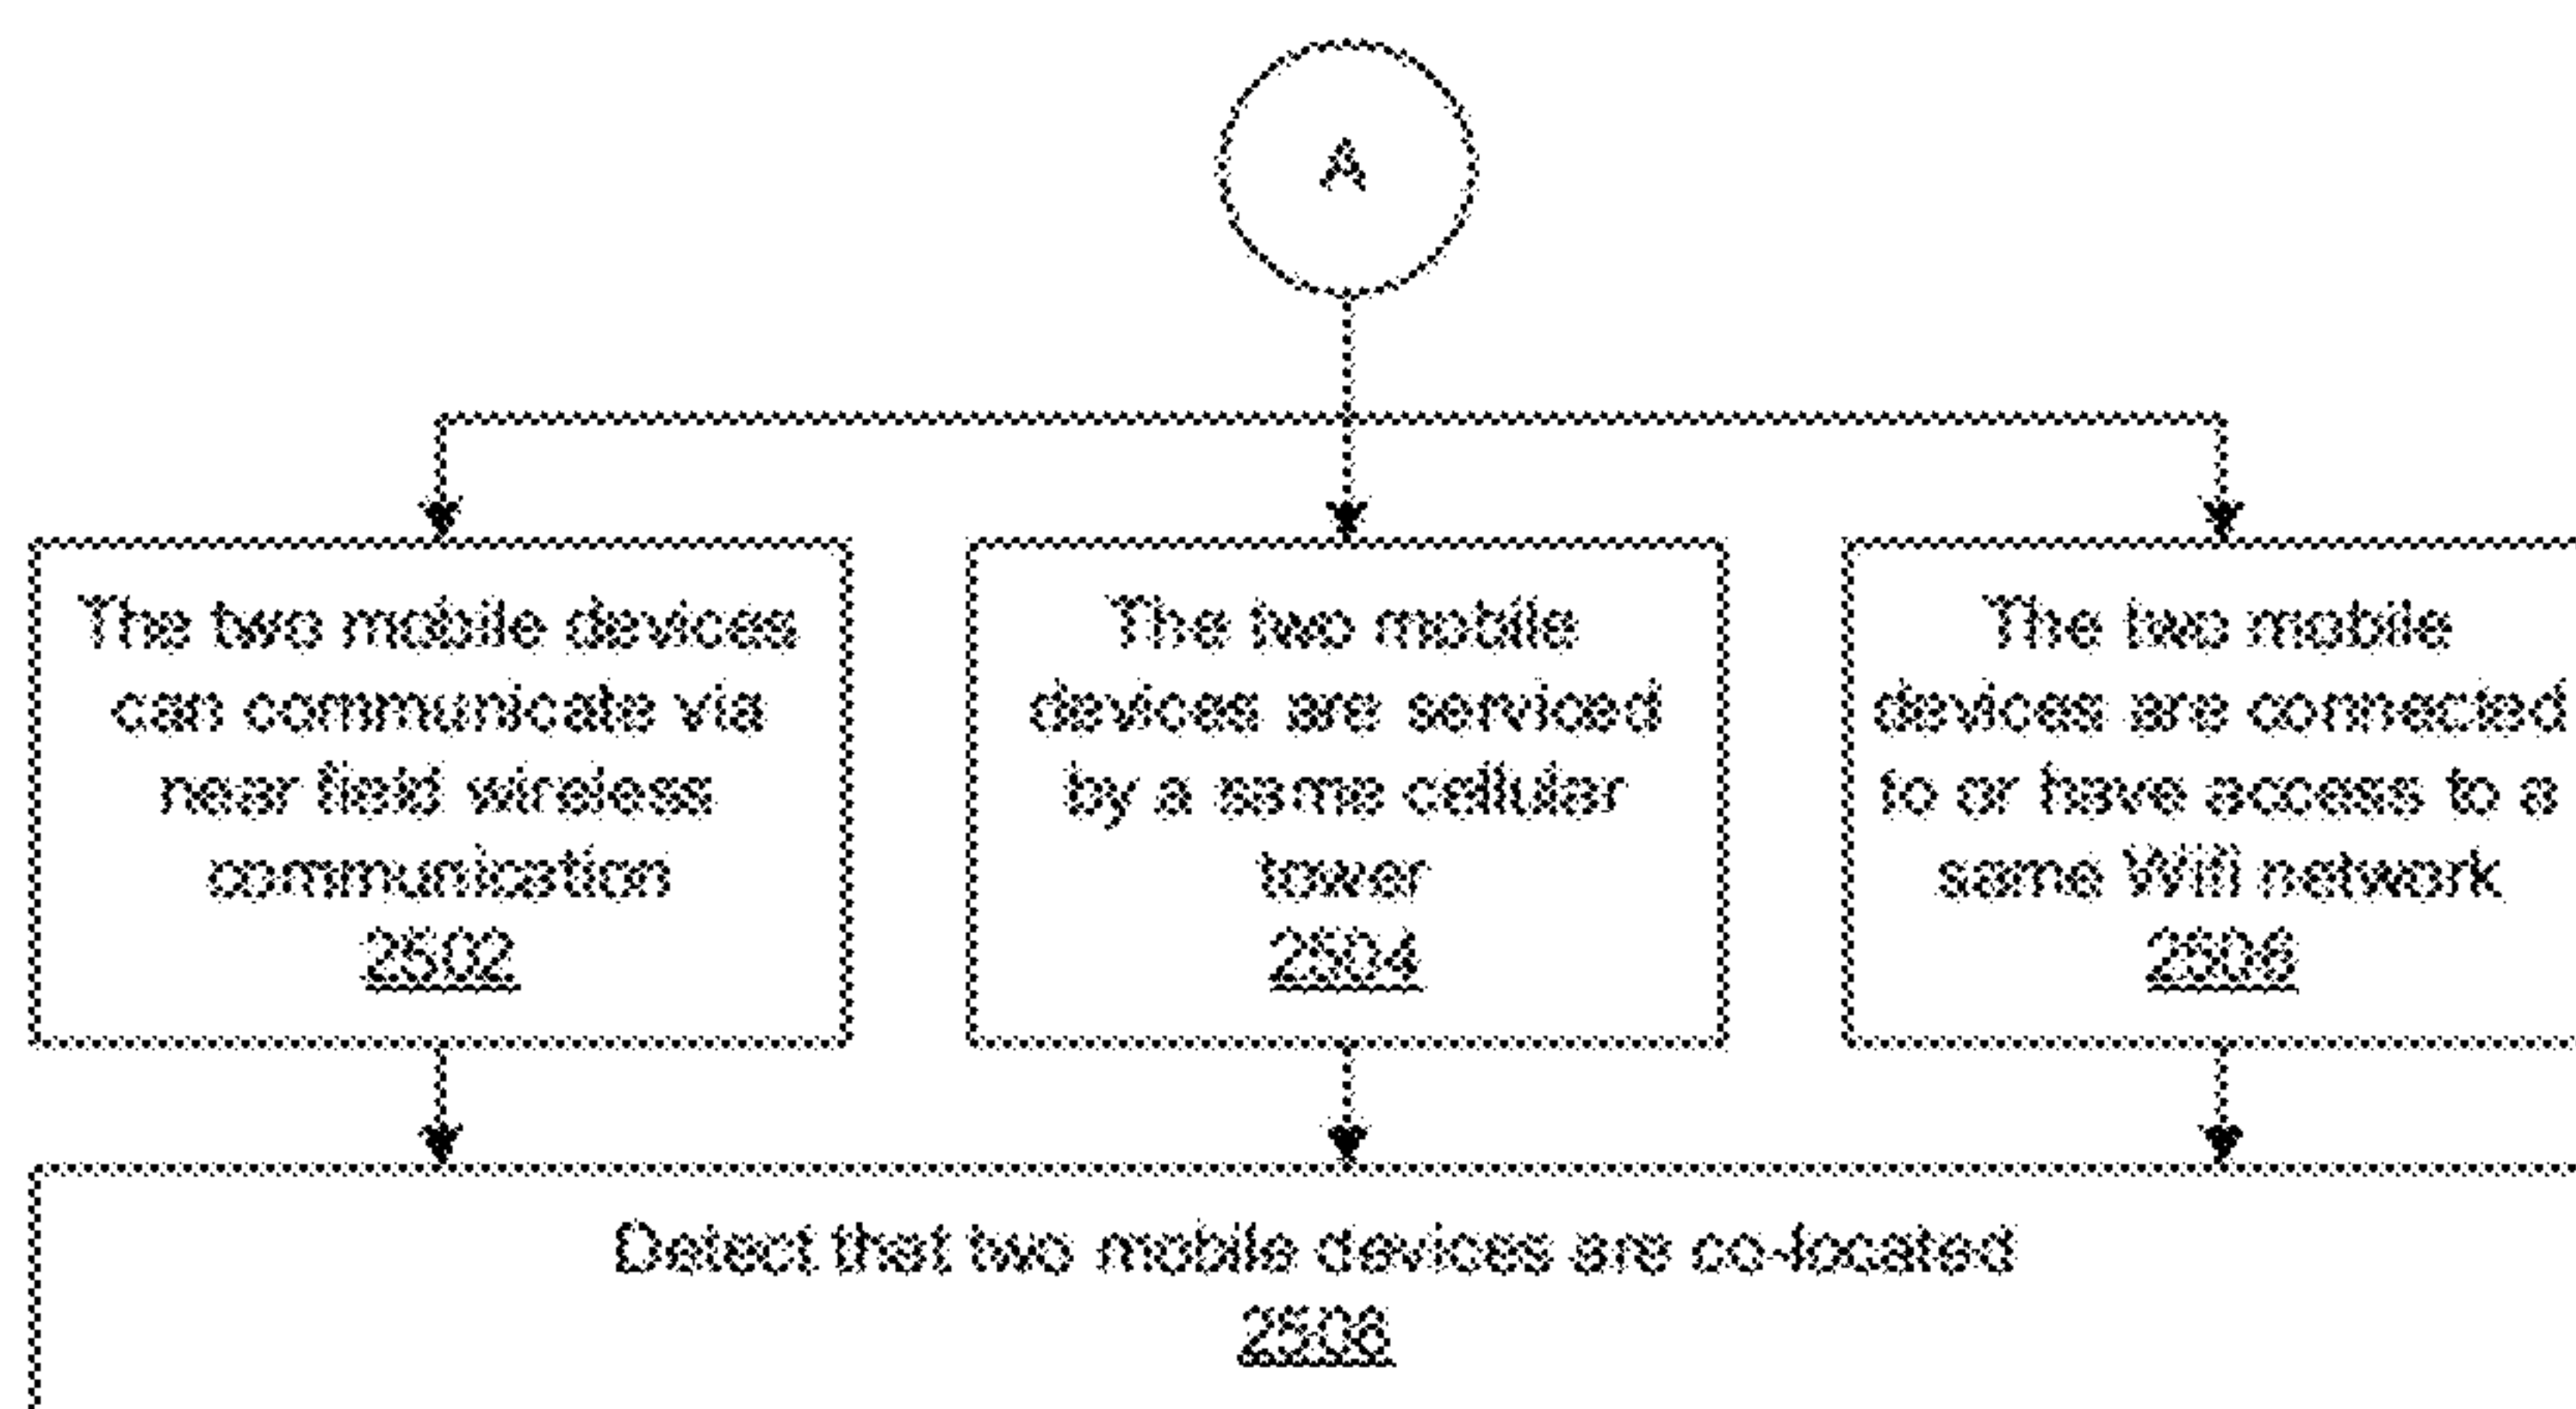 A
The two mobile devices
can communicate via
near field wireless
communication
2502
The two mobile
devices are serviced
by a same cellular
tower
2504
The two mobile
devices are connected
to or have access to a
same Wifi network
2506
Detect that two mobile devices are co-located